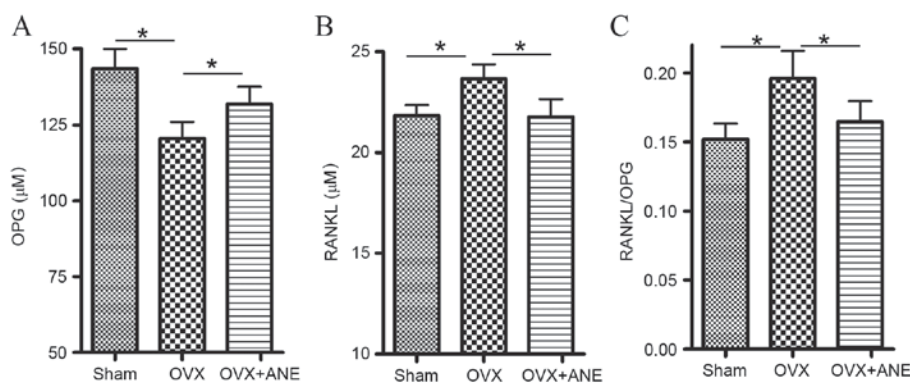 A
OPG (μM)
150
125
100
75
50
*
*
Sham
OVX
OVX+ANE
B
RANKL (μM)
25
20
15
10
*
*
Sham
OVX
OVX+ANE
C
RANKL/OPG
0.20
0.15
0.10
0.05
0.00
*
*
Sham
OVX
OVX+ANE